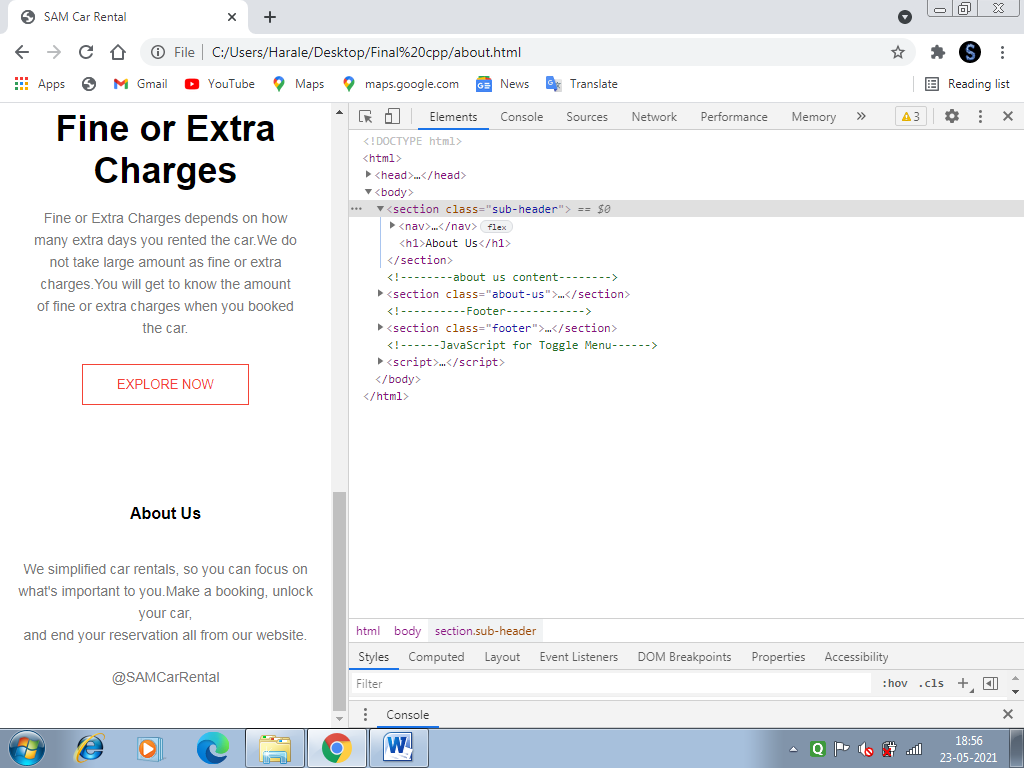 SAM Car Rental
File C:/Users/Harale/Desktop/Final%20cpp/about.html
Apps Gmail YouTube Maps maps.google.com News Translate Reading list
Fine or Extra
Charges
Fine or Extra Charges depends on how
many extra days you rented the car.We do
not take large amount as fine or extra
charges.You will get to know the amount
of fine or extra charges when you booked
the car.
EXPLORE NOW
About Us
We simplified car rentals, so you can focus on
what's important to you.Make a booking, unlock
your car,
and end your reservation all from our website.
@SAMCarRental
Elements Console Sources Network Performance Memory » 3
<!DOCTYPE html>
<html>
<head>…</head>
<body>
<section class="sub-header"> == $0
<nav>…</nav> flex
<h1>About Us</h1>
</section>
<!--------about us content-------->
<section class="about-us">…</section>
<!----------Footer------------>
<section class="footer">…</section>
<!------JavaScript for Toggle Menu------>
<script>…</script>
</body>
</html>
html body section.sub-header
Styles Computed Layout Event Listeners DOM Breakpoints Properties Accessibility
Filter :hov .cls +
Console
18:56
23-05-2021